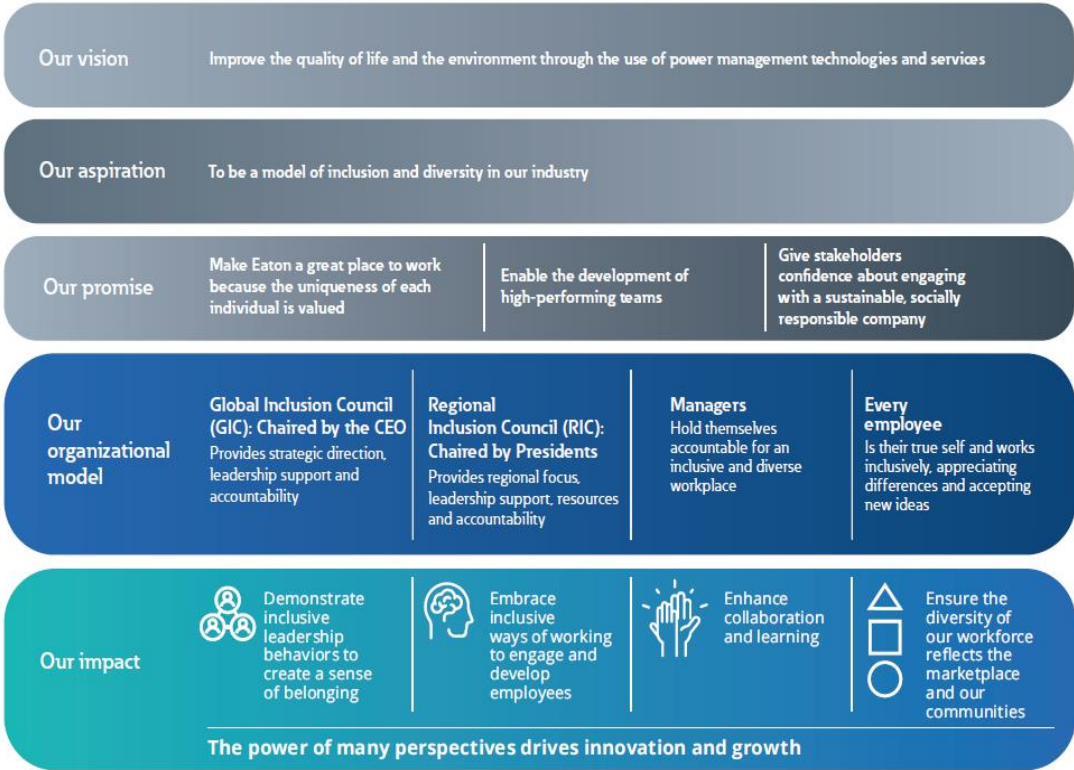 Our vision
Improve the quality of life and the environment through the use of power management technologies and services
Our aspiration
To be a model of inclusion and diversity in our industry
Our promise
Make Eaton a great place to work
because the uniqueness of each
individual is valued
Enable the development of
high-performing teams
Give stakeholders
confidence about engaging
with a sustainable, socially
responsible company
Our
organizational
model
Global Inclusion Council
(GIC): Chaired by the CEO
Provides strategic direction,
leadership support and
accountability
Regional
Inclusion Council (RIC):
Chaired by Presidents
Provides regional focus,
leadership support, resources
and accountability
Managers
Hold themselves
accountable for an
inclusive and diverse
workplace
Every
employee
Is their true self and works
inclusively, appreciating
differences and accepting
new ideas
Our impact
Demonstrate
inclusive
leadership
behaviors to
create a sense
of belonging
Embrace
inclusive
ways of working
to engage and
develop
employees
Enhance
collaboration
and learning
Ensure the
diversity of
our workforce
reflects the
marketplace
and our
communities
The power of many perspectives drives innovation and growth